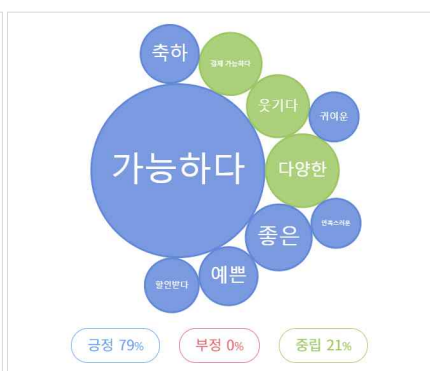 축하
결제 가능하다
웃기다
귀여운
가능하다
다양한
만족스러운
좋은
예쁜
할인받다
긍정 79%
부정 0%
중립 21%